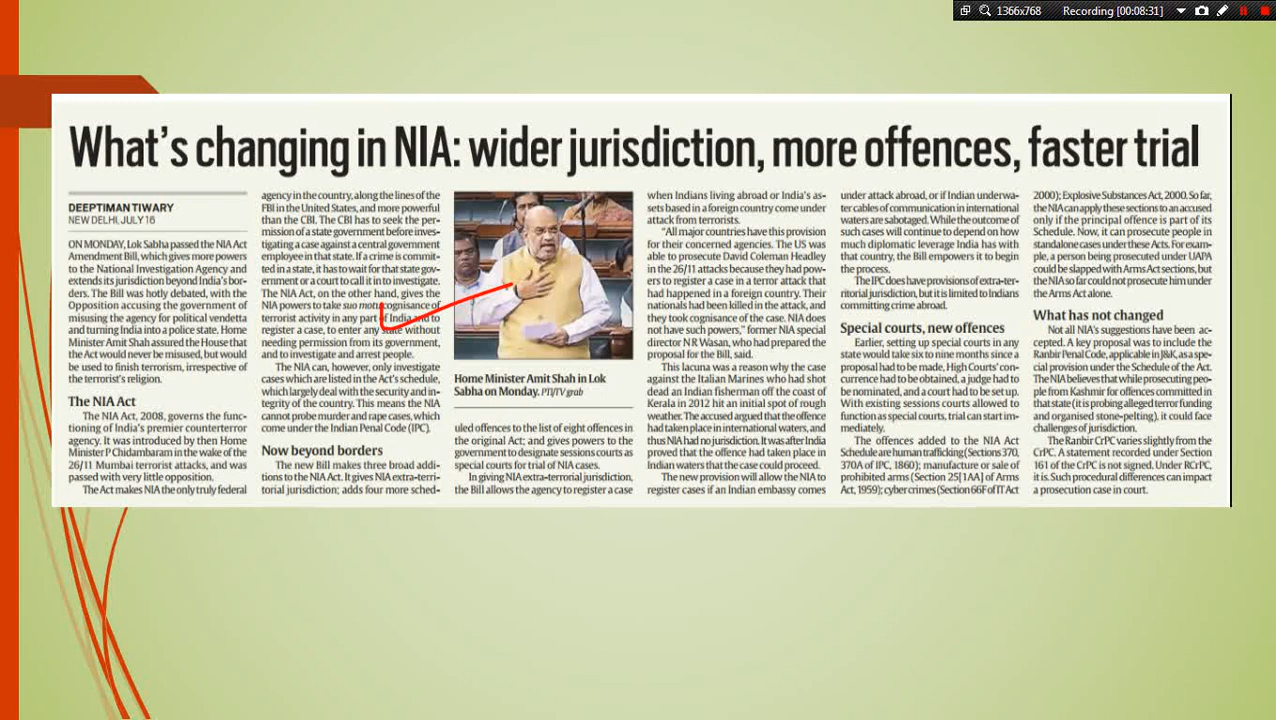 1366x768 Recording [00:08:31]
What's changing in NIA: wider jurisdiction, more offences, faster trial
DEEPTIMAN TIWARY
NEW DELHI, JULY 16
ON MONDAY, Lok Sabha passed the NIA Act
Amendment Bill, which gives more powers
to the National Investigation Agency and
extends its jurisdiction beyond India's bor-
ders. The Bill was hotly debated, with the
Opposition accusing the government of
misusing the agency for political vendetta
and turning India into a police state. Home
Minister Amit Shah assured the House that
the Act would never be misused, but would
be used to finish terrorism, irrespective of
the terrorist's religion.
The NIA Act
The NIA Act, 2008, governs the func-
tioning of India's premier counterterror
agency. It was introduced by then Home
Minister P Chidambaram in the wake of the
26/11 Mumbai terrorist attacks, and was
passed with very little opposition.
The Act makes NIA the only truly federal
agency in the country, along the lines of the
FBI in the United States, and more powerful
than the CBI. The CBI has to seek the per-
mission of a state government before inves-
tigating a case against a central government
employee in that state. If a crime is commit-
ted in a state, it has to wait for that state gov-
ernment or a court to call it in to investigate.
The NIA Act, on the other hand, gives the
NIA powers to take suo motu cognisance of
terrorist activity in any part of India and to
register a case, to enter any state without
needing permission from its government,
and to investigate and arrest people.
The NIA can, however, only investigate
cases which are listed in the Act's schedule,
which largely deal with the security and in-
tegrity of the country. This means the NIA
cannot probe murder and rape cases, which
come under the Indian Penal Code (IPC).
Now beyond borders
The new Bill makes three broad addi-
tions to the NIA Act. It gives NIA extra-terri-
torial jurisdiction; adds four more sched-
Home Minister Amit Shah in Lok
Sabha on Monday. PTI/TV grab
uled offences to the list of eight offences in
the original Act; and gives powers to the
government to designate sessions courts as
special courts for trial of NIA cases.
In giving NIA extra-terrorial jurisdiction,
the Bill allows the agency to register a case
when Indians living abroad or India's as-
sets based in a foreign country come under
attack from terrorists.
"All major countries have this provision
for their concerned agencies. The US was
able to prosecute David Coleman Headley
in the 26/11 attacks because they had pow-
ers to register a case in a terror attack that
had happened in a foreign country. Their
nationals had been killed in the attack, and
they took cognisance of the case. NIA does
not have such powers," former NIA special
director N R Wasan, who had prepared the
proposal for the Bill, said.
This lacuna was a reason why the case
against the Italian Marines who had shot
dead an Indian fisherman off the coast of
Kerala in 2012 hit an initial spot of rough
weather. The accused argued that the offence
had taken place in international waters, and
thus NIA had no jurisdiction. It was after India
proved that the offence had taken place in
Indian waters that the case could proceed.
The new provision will allow the NIA to
register cases if an Indian embassy comes
under attack abroad, or if Indian underwa-
ter cables of communication in international
waters are sabotaged. While the outcome of
such cases will continue to depend on how
much diplomatic leverage India has with
that country, the Bill empowers it to begin
the process.
The IPC does have provisions of extra-ter-
ritorial jurisdiction, but it is limited to Indians
committing crime abroad.
Special courts, new offences
Earlier, setting up special courts in any
state would take six to nine months since a
proposal had to be made, High Courts' con-
currence had to be obtained, a judge had to
be nominated, and a court had to be set up.
With existing sessions courts allowed to
function as special courts, trial can start im-
mediately.
The offences added to the NIA Act
Schedule are human trafficking (Sections 370,
370A of IPC, 1860); manufacture or sale of
prohibited arms (Section 25[1AA] of Arms
Act, 1959); cyber crimes (Section 66F of IT Act
2000); Explosive Substances Act, 2000. So far,
the NIA can apply these sections to an accused
only if the principal offence is part of its
Schedule. Now, it can prosecute people in
standalone cases under these Acts. For exam-
ple, a person being prosecuted under UAPA
could be slapped with Arms Act sections, but
the NIA so far could not prosecute him under
the Arms Act alone.
What has not changed
Not all NIA's suggestions have been ac-
cepted. A key proposal was to include the
Ranbir Penal Code, applicable in J&K, as a spe-
cial provision under the Schedule of the Act.
The NIA believes that while prosecuting peo-
ple from Kashmir for offences committed in
that state (it is probing alleged terror funding
and organised stone-pelting), it could face
challenges of jurisdiction.
The Ranbir CrPC varies slightly from the
CrPC. A statement recorded under Section
161 of the CrPC is not signed. Under RCrPC,
it is. Such procedural differences can impact
a prosecution case in court.